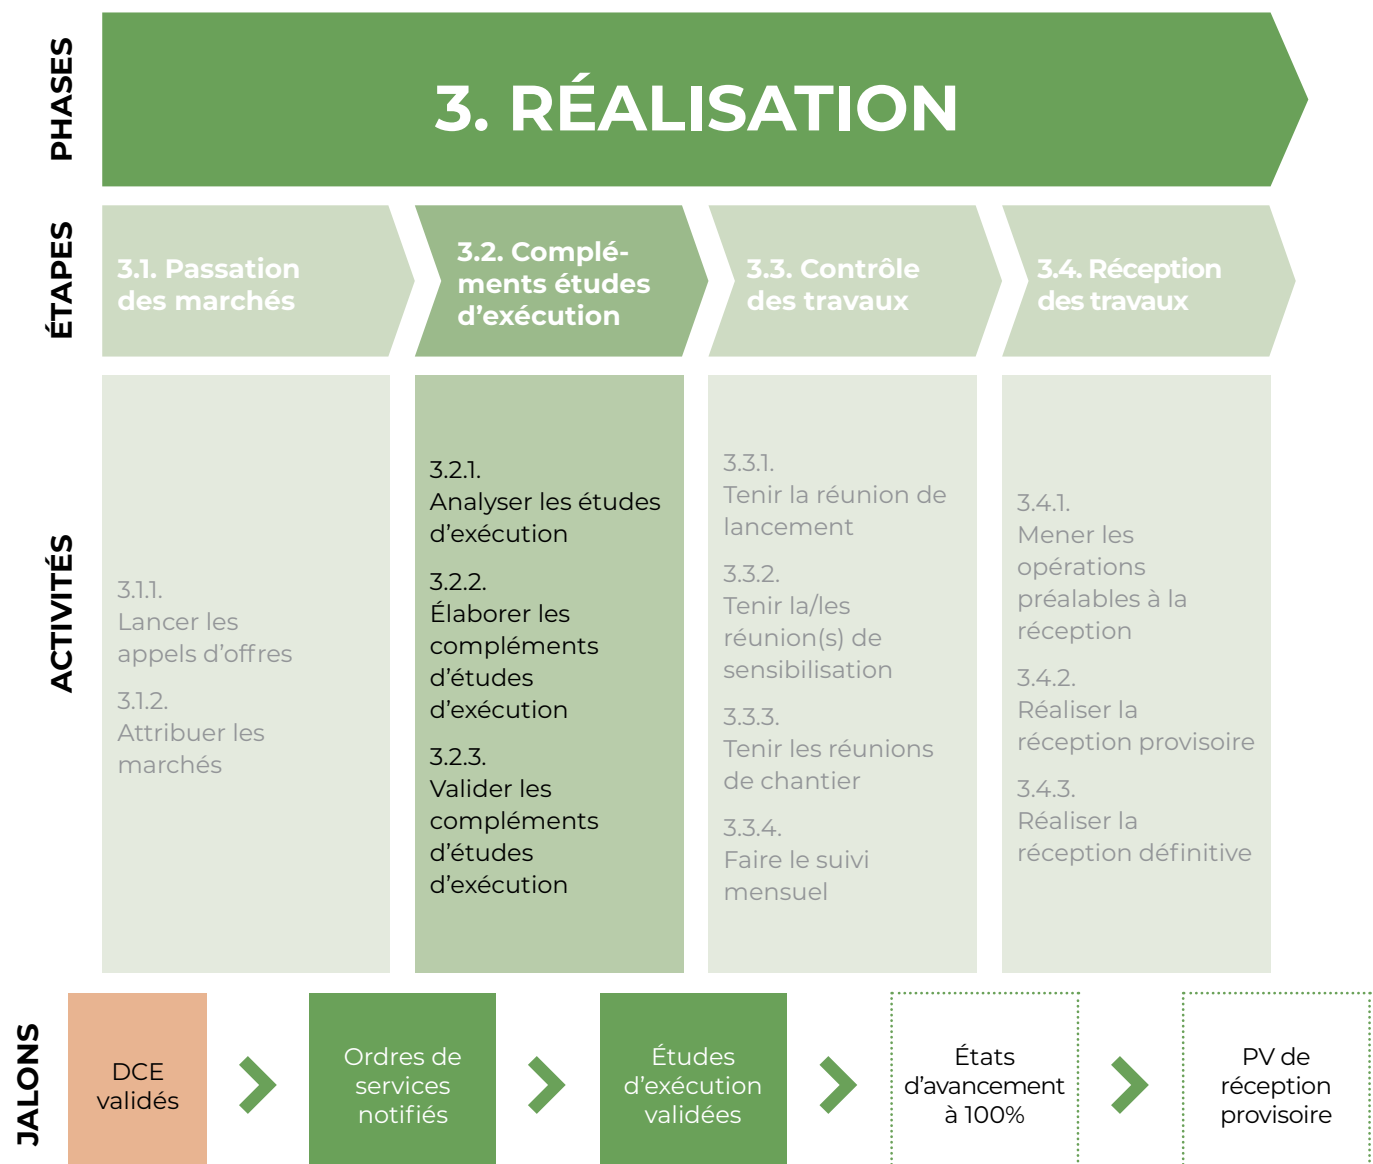 PHASES
3. RÉALISATION
ÉTAPES
3.1. Passation
des marchés
3.2. Complé-
ments études
d’exécution
3.3. Contrôle
des travaux
3.4. Réception
des travaux
ACTIVITÉS
3.1.1.
Lancer les
appels d’offres
3.1.2.
Attribuer les
marchés
3.2.1.
Analyser les études
d’exécution
3.2.2.
Élaborer les
compléments
d’études
d’exécution
3.2.3.
Valider les
compléments
d’études
d’exécution
3.3.1.
Tenir la réunion de
lancement
3.3.2.
Tenir la/les
réunion(s) de
sensibilisation
3.3.3.
Tenir les réunions
de chantier
3.3.4.
Faire le suivi
mensuel
3.4.1.
Mener les
opérations
préalables à la
réception
3.4.2.
Réaliser la
réception provisoire
3.4.3.
Réaliser la
réception définitive
JALONS
DCE
validés
Ordres de
services
notifiés
Études
d’exécution
validées
États
d’avancement
à 100%
PV de
réception
provisoire